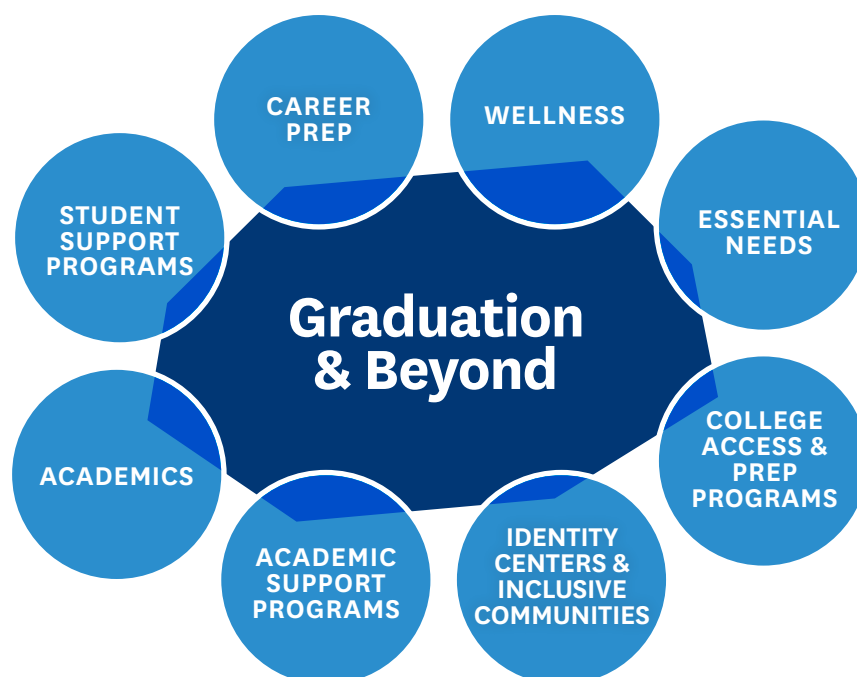 CAREER
PREP
WELLNESS
STUDENT
SUPPORT
PROGRAMS
ESSENTIAL
NEEDS
Graduation
& Beyond
COLLEGE
ACCESS &
PREP
PROGRAMS
ACADEMICS
ACADEMIC
SUPPORT
PROGRAMS
IDENTITY
CENTERS &
INCLUSIVE
COMMUNITIES